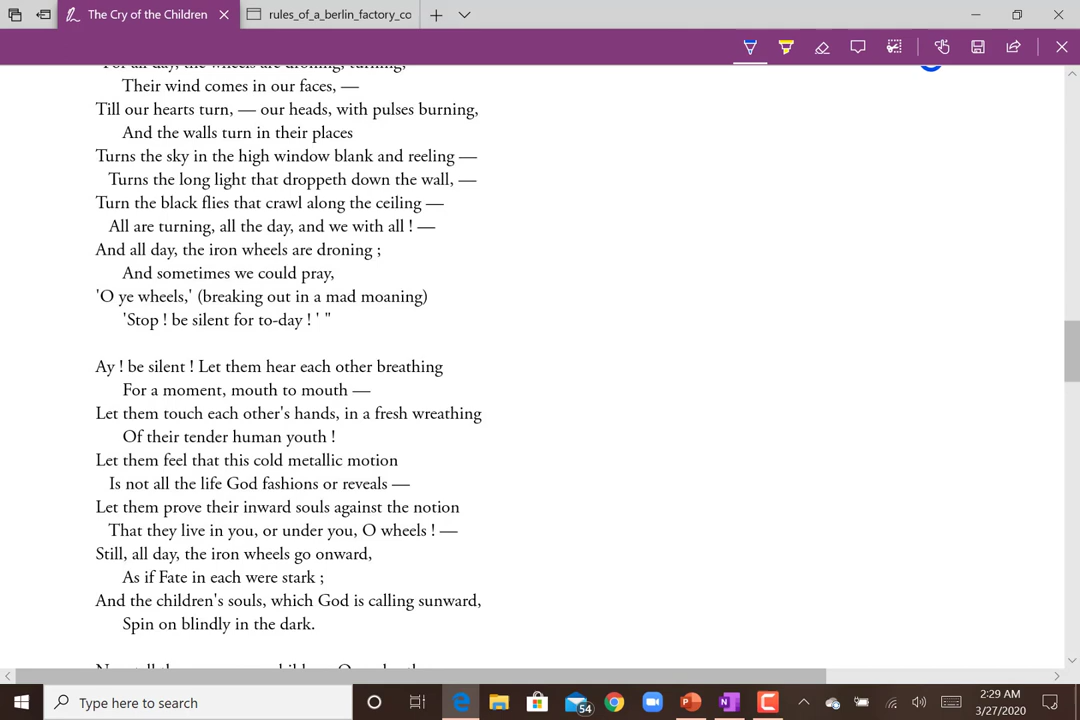 The Cry of the Children
rules_of_a_berlin_factory_co
"For all day, the wheels are droning, turning,
Their wind comes in our faces, —
Till our hearts turn, — our heads, with pulses burning,
And the walls turn in their places
Turns the sky in the high window blank and reeling —
Turns the long light that droppeth down the wall, —
Turn the black flies that crawl along the ceiling —
All are turning, all the day, and we with all ! —
And all day, the iron wheels are droning ;
And sometimes we could pray,
'O ye wheels,' (breaking out in a mad moaning)
'Stop ! be silent for to-day ! ' "
Ay ! be silent ! Let them hear each other breathing
For a moment, mouth to mouth —
Let them touch each other's hands, in a fresh wreathing
Of their tender human youth !
Let them feel that this cold metallic motion
Is not all the life God fashions or reveals —
Let them prove their inward souls against the notion
That they live in you, or under you, O wheels ! —
Still, all day, the iron wheels go onward,
As if Fate in each were stark ;
And the children's souls, which God is calling sunward,
Spin on blindly in the dark.
Type here to search
54
2:29 AM
3/27/2020